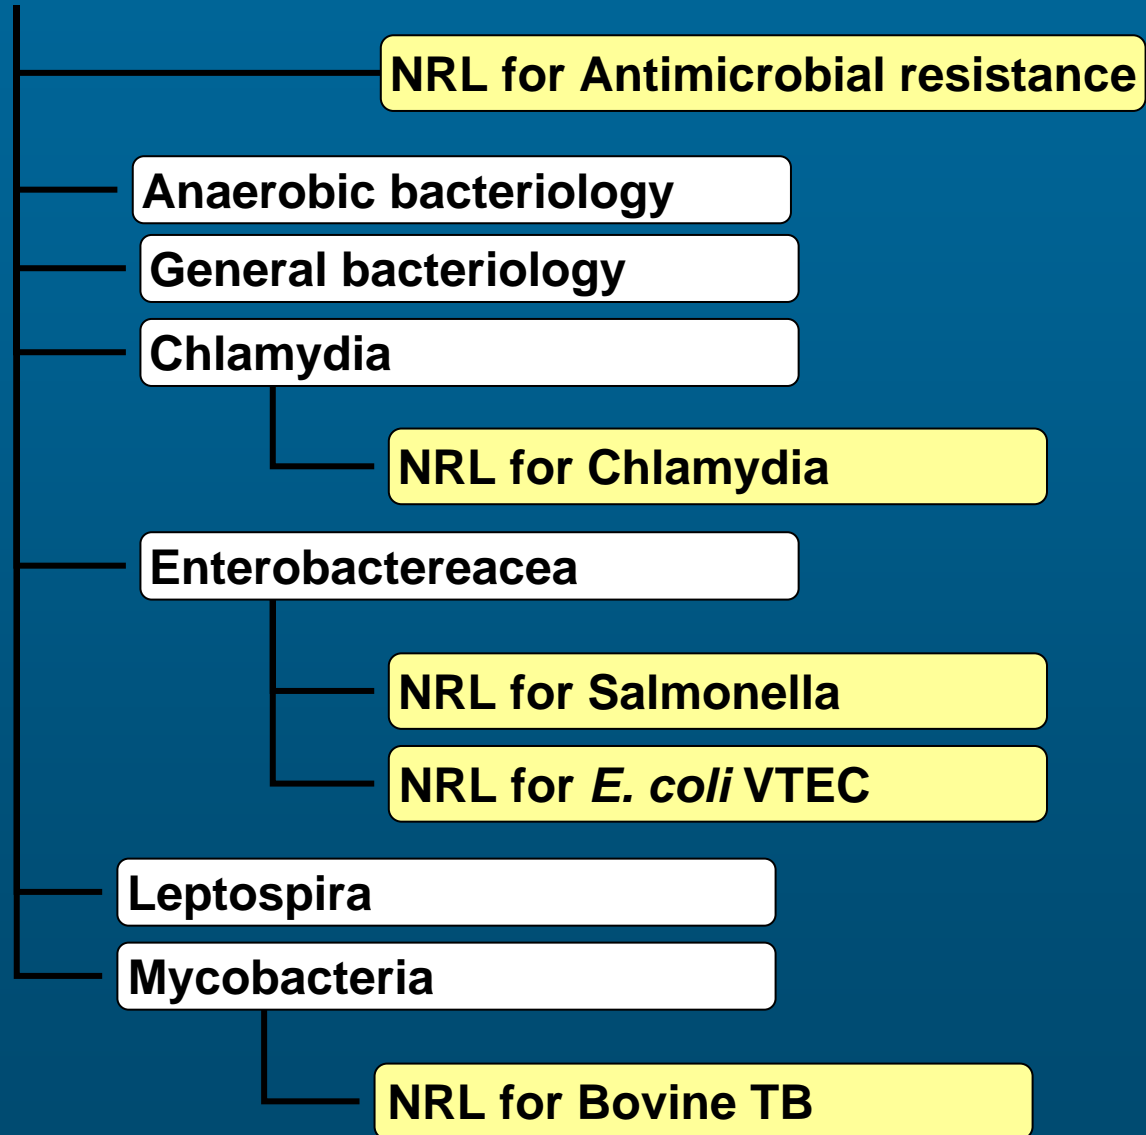 NRL for Antimicrobial resistance
Anaerobic bacteriology
General bacteriology
Chlamydia
NRL for Chlamydia
Enterobactereacea
NRL for Salmonella
NRL for E. coli VTEC
Leptospira
Mycobacteria
NRL for Bovine TB